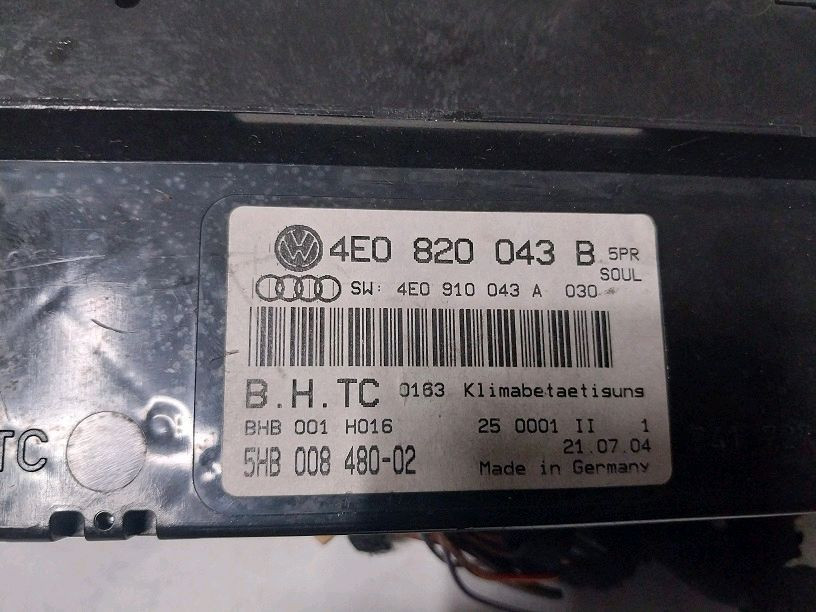 4E0 820 043 B 5PR
SOUL
SW: 4E0 910 043 A 030
B.H.TC 0163 Klimabetaetisuns
BHB 001 H016 25 0001 II 1
21.07.04
5HB 008 480-02 Made in Germany
TC